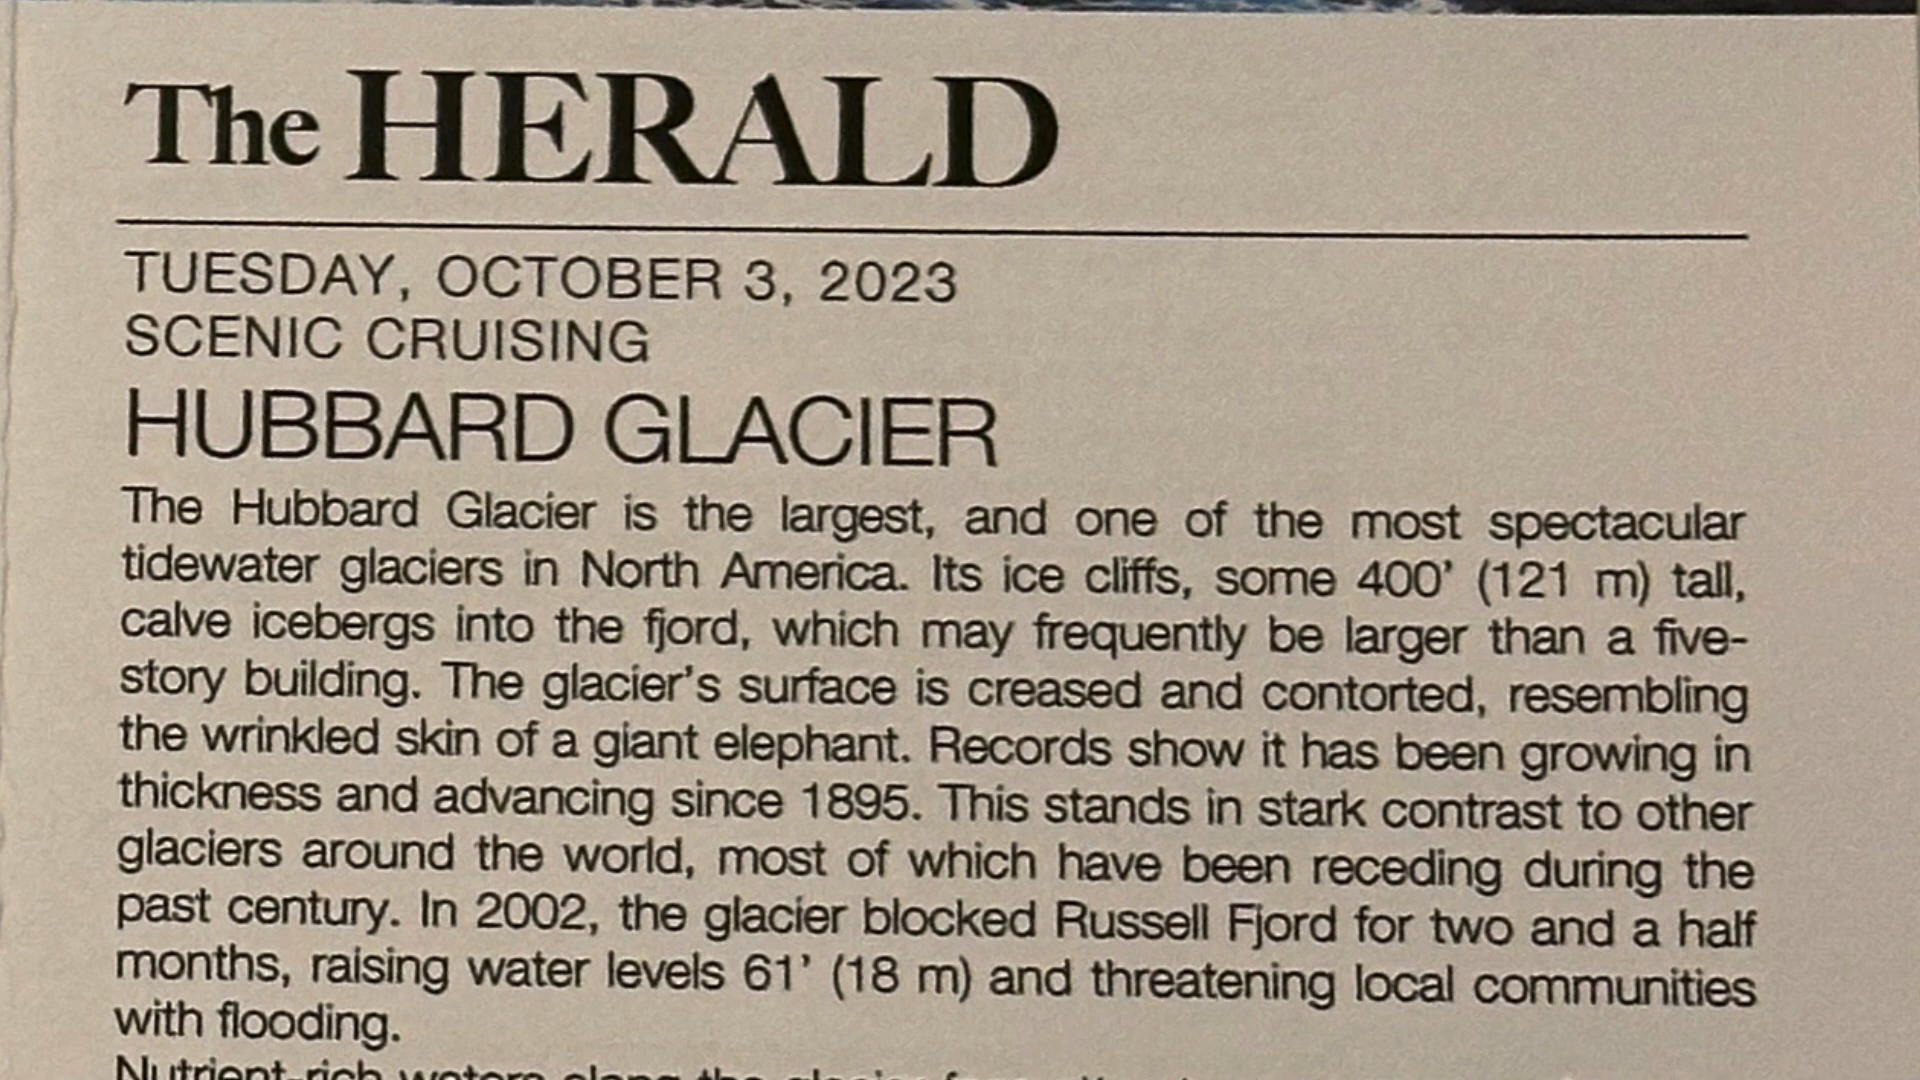 The HERALD
TUESDAY, OCTOBER 3, 2023
SCENIC CRUISING
HUBBARD GLACIER
The Hubbard Glacier is the largest, and one of the most spectacular
tidewater glaciers in North America. Its ice cliffs, some 400’ (121 m) tall,
calve icebergs into the fjord, which may frequently be larger than a five-
story building. The glacier’s surface is creased and contorted, resembling
the wrinkled skin of a giant elephant. Records show it has been growing in
thickness and advancing since 1895. This stands in stark contrast to other
glaciers around the world, most of which have been receding during the
past century. In 2002, the glacier blocked Russell Fjord for two and a half
months, raising water levels 61’ (18 m) and threatening local communities
with flooding.
Nutrient-rich waters along the glacier